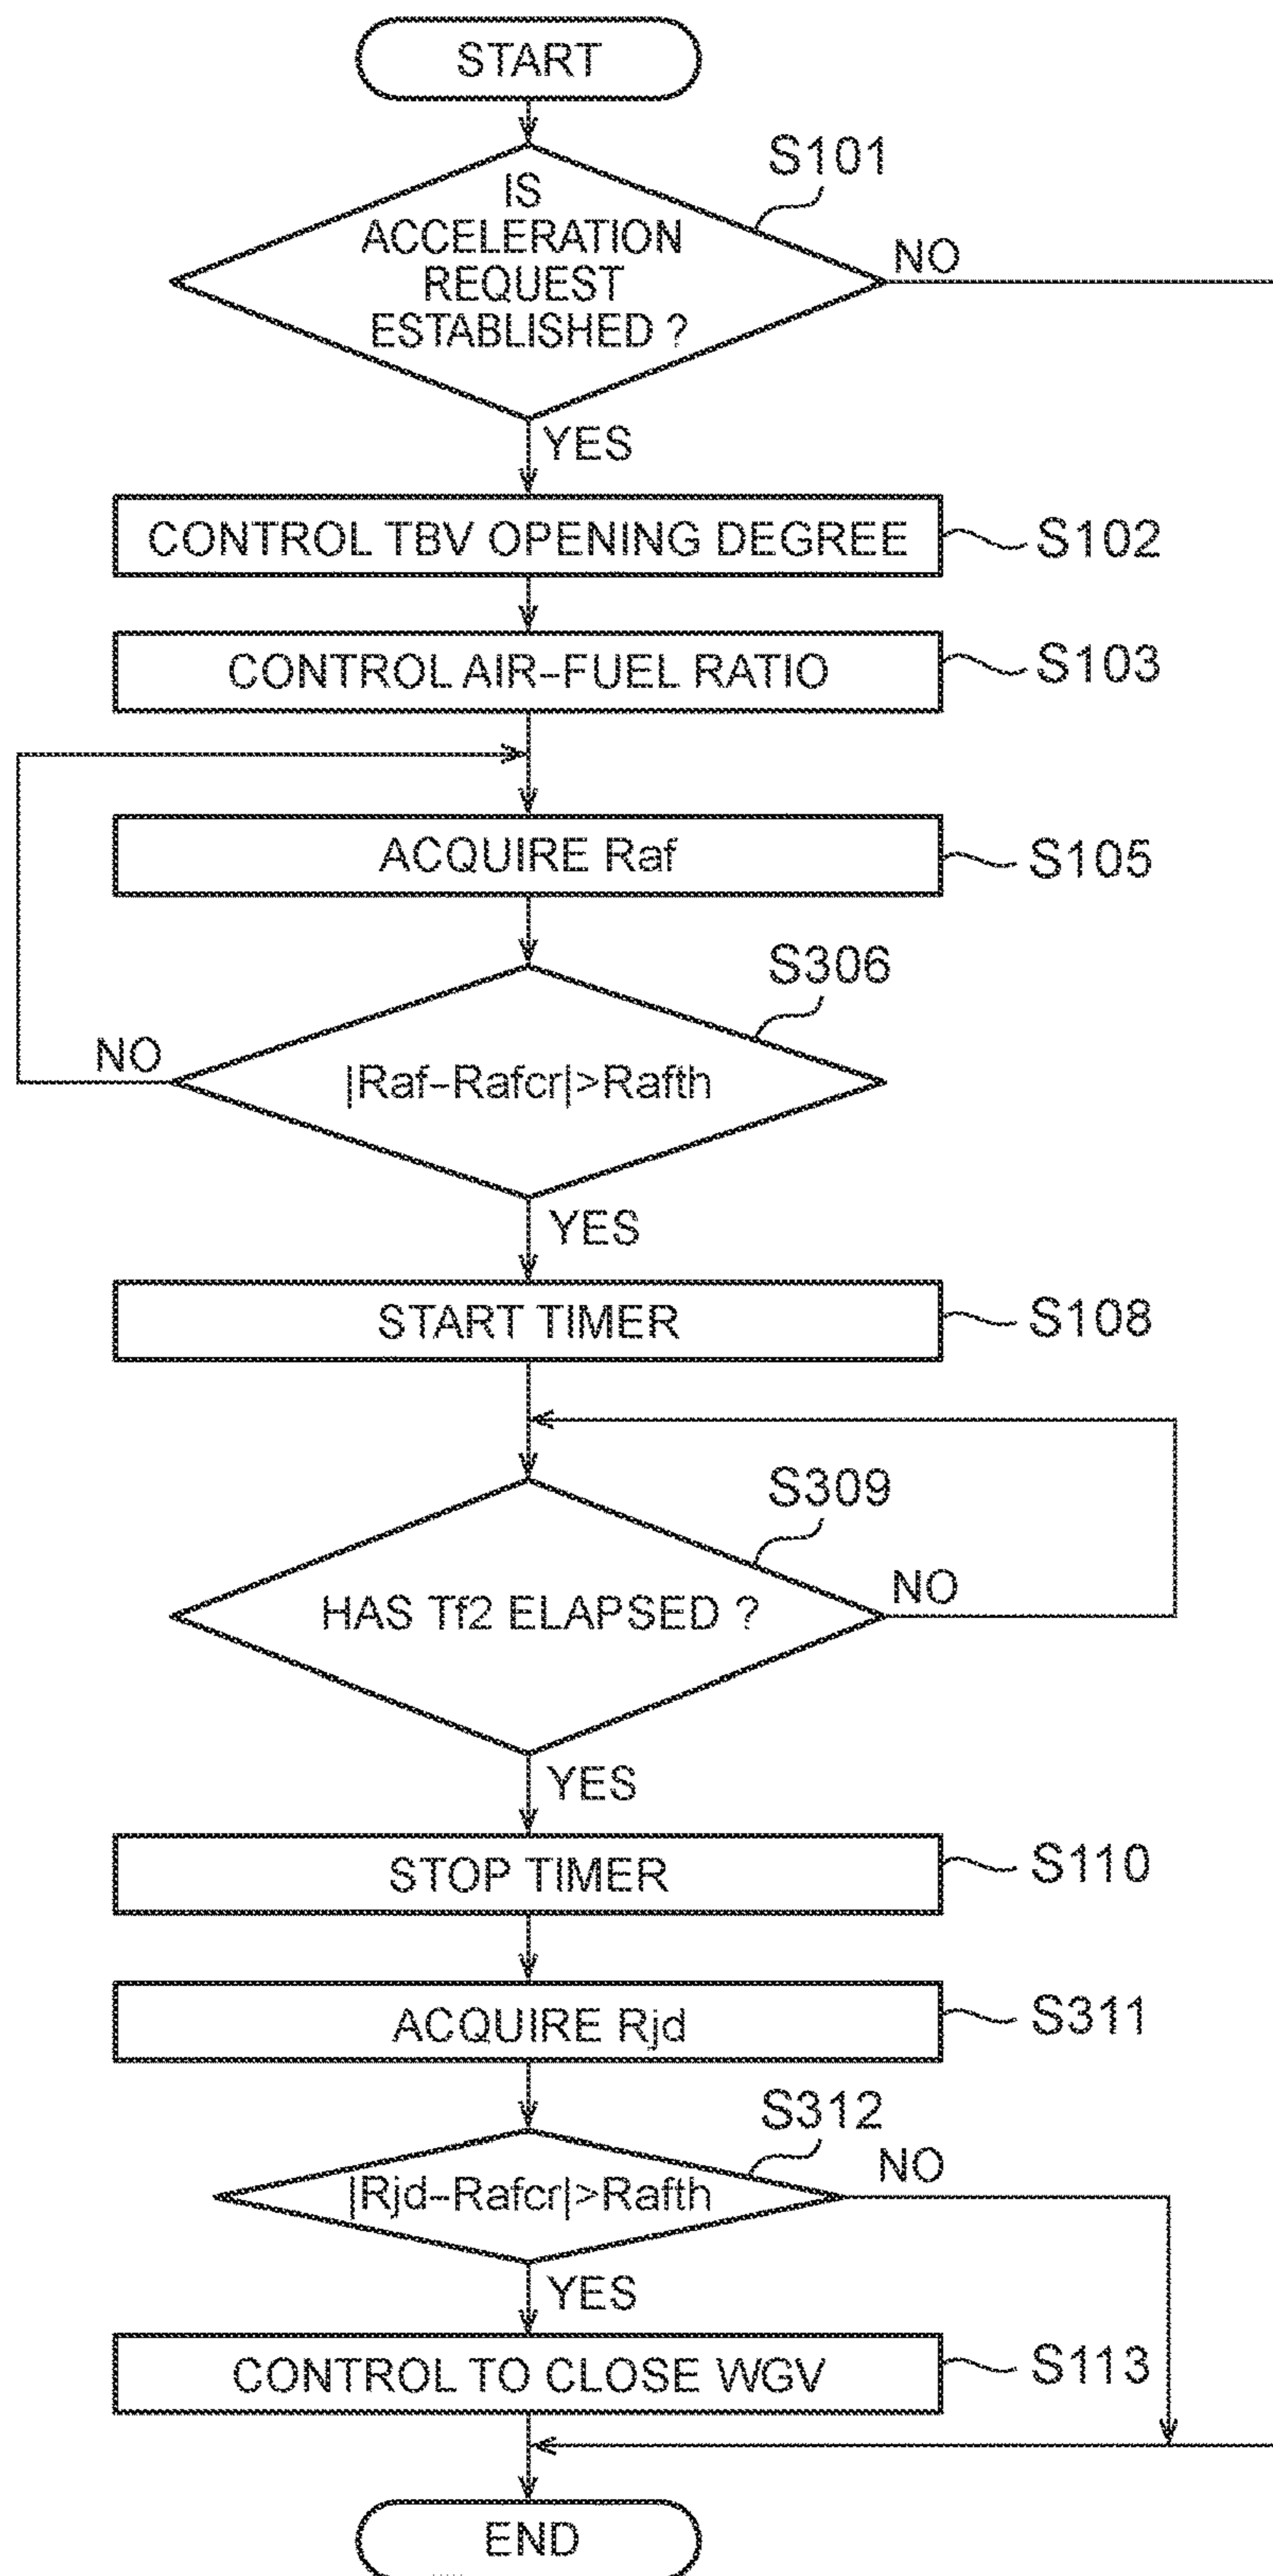 START
S101
IS
ACCELERATION
REQUEST
ESTABLISHED ?
NO
YES
CONTROL TBV OPENING DEGREE
S102
CONTROL AIR-FUEL RATIO
S103
ACQUIRE Raf
S105
S306
NO
|Raf-Rafcr|>Rafth
YES
START TIMER
S108
S309
HAS Tf2 ELAPSED ?
NO
YES
STOP TIMER
S110
ACQUIRE Rjd
S311
S312
NO
|Rjd-Rafcr|>Rafth
YES
CONTROL TO CLOSE WGV
S113
END